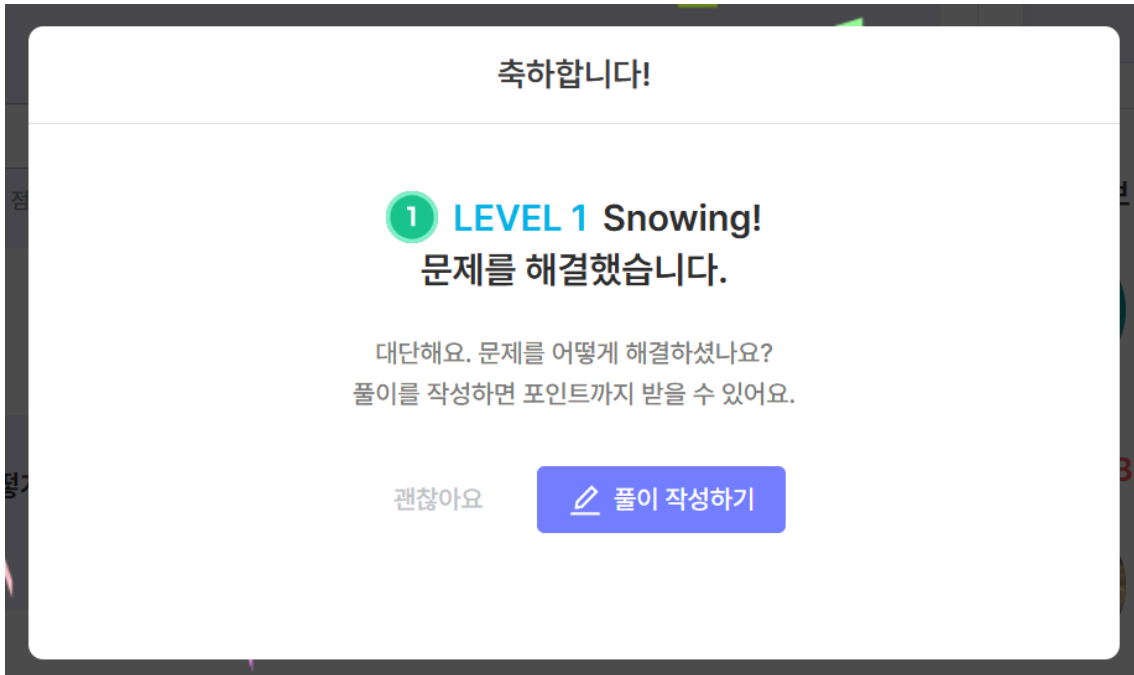 축하합니다!
1 LEVEL 1 Snowing!
문제를 해결했습니다.
대단해요. 문제를 어떻게 해결하셨나요?
풀이를 작성하면 포인트까지 받을 수 있어요.
괜찮아요 풀이 작성하기
점